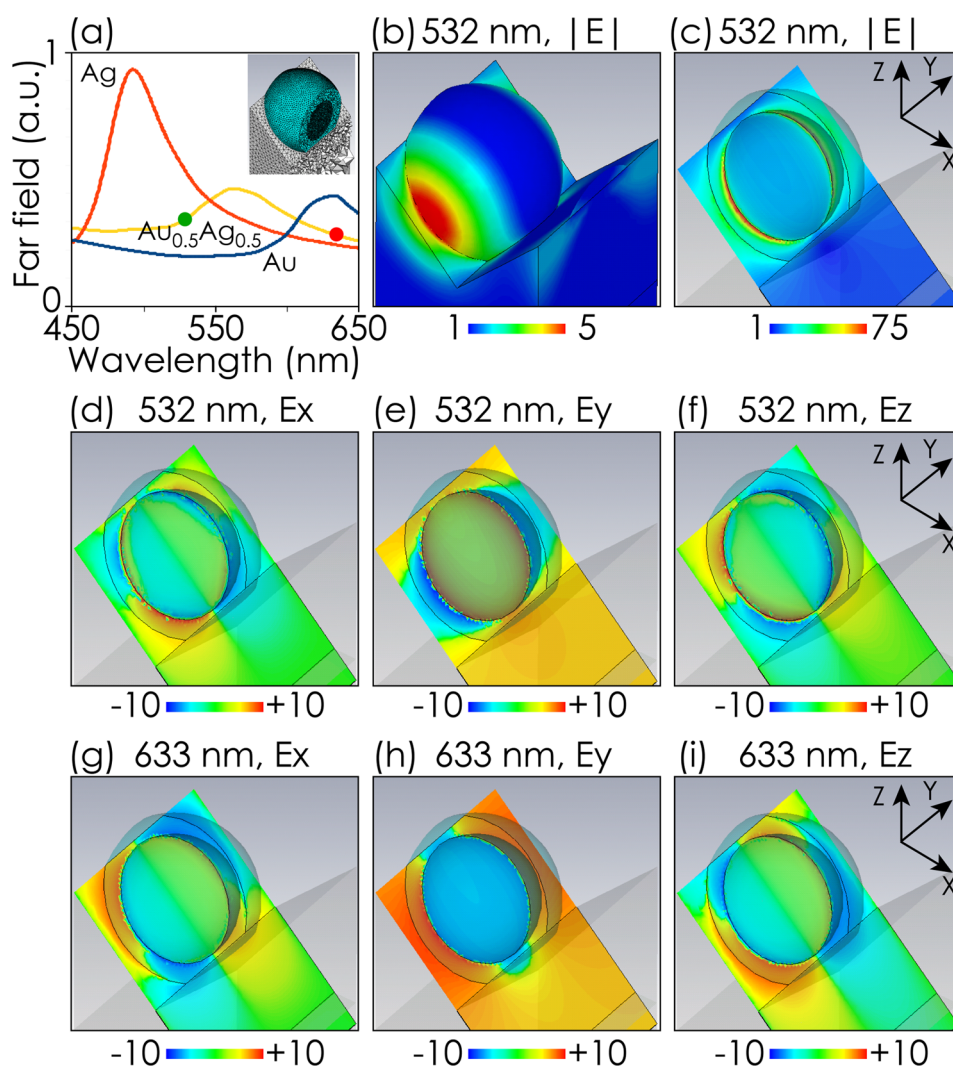 (a)
(b) 532 nm, |E|
(c) 532 nm, |E|
1
Ag
Far field (a.u.)
Au0.5Ag0.5
Au
0
450 550 650
Wavelength (nm)
1 5
Z Y X
1 75
(d) 532 nm, Ex
(e) 532 nm, Ey
(f) 532 nm, Ez
Z Y X
-10 +10
-10 +10
-10 +10
(g) 633 nm, Ex
(h) 633 nm, Ey
(i) 633 nm, Ez
Z Y X
-10 +10
-10 +10
-10 +10